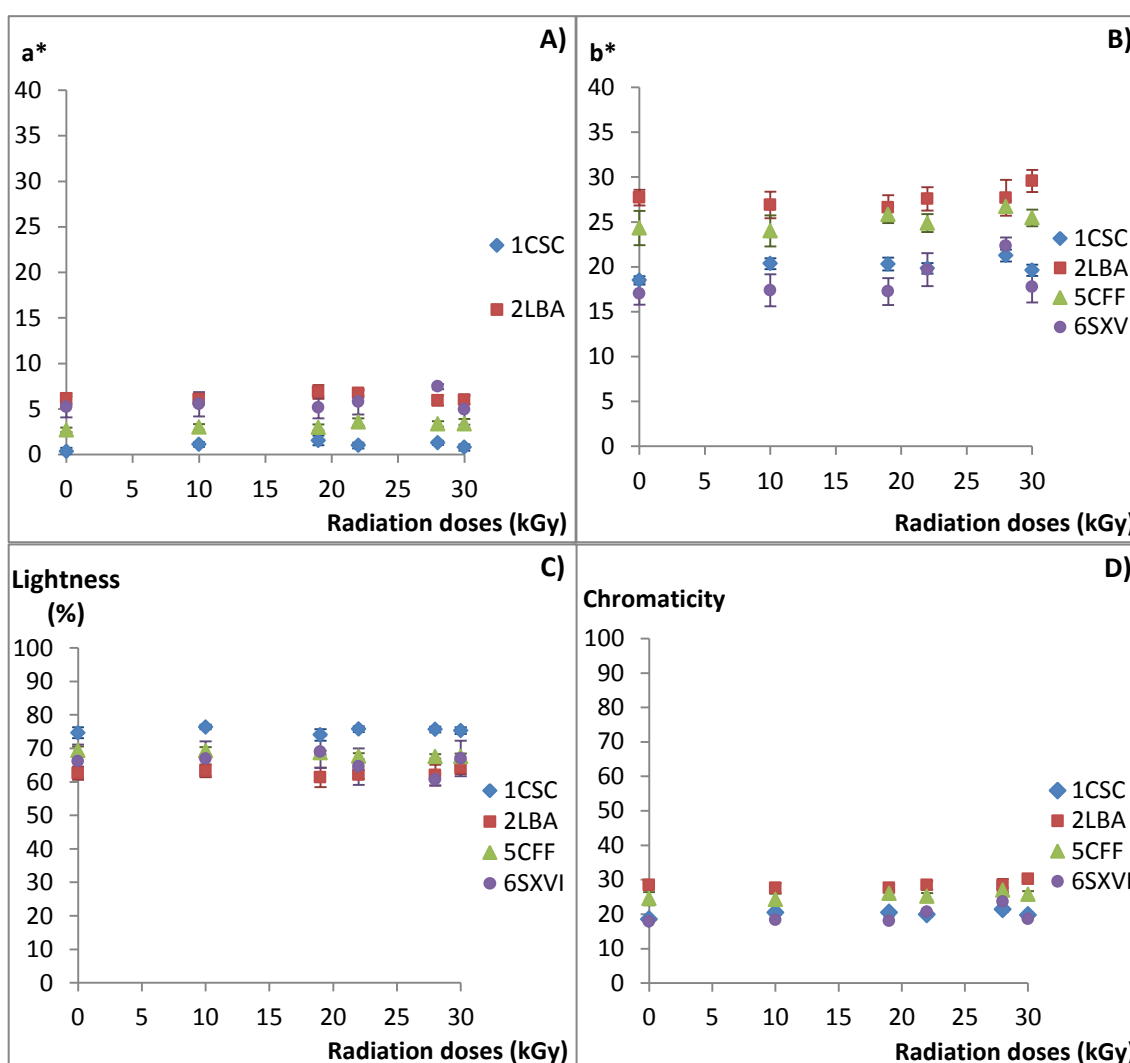 A)
a*
40
35
30
25
20
15
10
5
0
0 5 10 15 20 25 30
Radiation doses (kGy)
1CSC
2LBA
B)
b*
40
35
30
25
20
15
10
5
0
0 5 10 15 20 25 30
Radiation doses (kGy)
1CSC
2LBA
5CFF
6SXVI
C)
Lightness
(%)
100
90
80
70
60
50
40
30
20
10
0
0 5 10 15 20 25 30
Radiation doses (kGy)
1CSC
2LBA
5CFF
6SXVI
D)
Chromaticity
100
90
80
70
60
50
40
30
20
10
0
0 5 10 15 20 25 30
Radiation doses (kGy)
1CSC
2LBA
5CFF
6SXVI